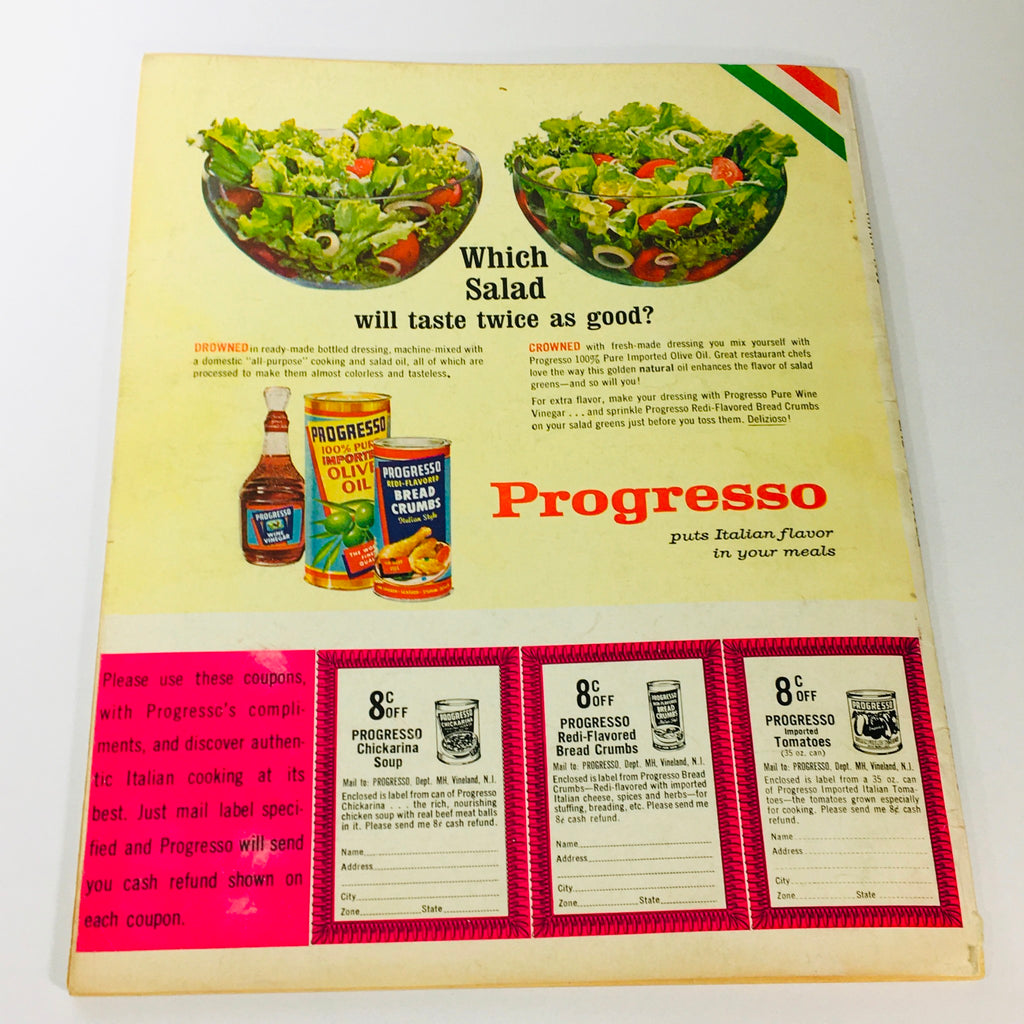 Which
Salad
will taste twice as good?
DROWNED in ready-made bottled dressing, machine-mixed with
a domestic "all-purpose" cooking and salad oil, all of which are
processed to make them almost colorless and tasteless.
CROWNED with fresh-made dressing you mix yourself with
Progresso 100% Pure Imported Olive Oil. Great restaurant chefs
love the way this golden natural oil enhances the flavor of salad
greens—and so will you!
For extra flavor, make your dressing with Progresso Pure Wine
Vinegar . . . and sprinkle Progresso Redi-Flavored Bread Crumbs
on your salad greens just before you toss them. Delizioso!
PROGRESSO
WINE
VINEGAR
PROGRESSO
100% PURE
IMPORTED
OLIVE
OIL
THE
PROGRESSO
REDI-FLAVORED
BREAD
CRUMBS
Italian Style
Progresso
puts Italian flavor
in your meals
Please use these coupons,
with Progresso's compli-
ments, and discover authen-
tic Italian cooking at its
best. Just mail label speci-
fied and Progresso will send
you cash refund shown on
each coupon.
8¢ OFF
PROGRESSO
Chickarina
Soup
PROGRESSO
CHICKARINA
Mail to: PROGRESSO, Dept. MH, Vineland, N.J.
Enclosed is label from can of Progresso
Chickarina . . . the rich, nourishing
chicken soup with real beef meat balls
in it. Please send me 8¢ cash refund.
Name
Address
City
Zone State
8¢ OFF
PROGRESSO
Redi-Flavored
Bread Crumbs
PROGRESSO
BREAD
CRUMBS
Mail to: PROGRESSO, Dept. MH, Vineland, N.J.
Enclosed is label from Progresso Bread
Crumbs—Redi-flavored with imported
Italian cheese, spices and herbs—for
stuffing, breading, etc. Please send me
8¢ cash refund.
Name
Address
City
Zone State
8¢ OFF
PROGRESSO
Imported
Tomatoes
(35 oz. can)
PROGRESSO
Mail to: PROGRESSO, Dept. MH, Vineland, N.J.
Enclosed is label from a 35 oz. can
of Progresso Imported Italian Toma-
toes—the tomatoes grown especially
for cooking. Please send me 8¢ cash
refund.
Name
Address
City
Zone State